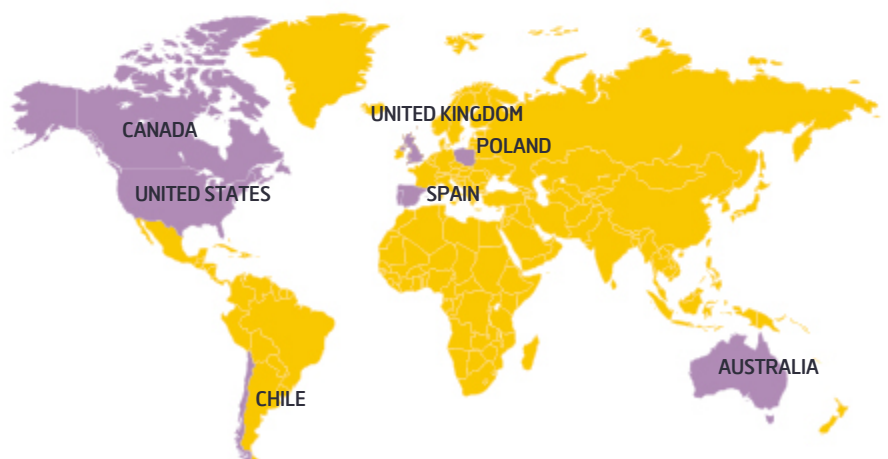 UNITED KINGDOM
CANADA
POLAND
UNITED STATES
SPAIN
AUSTRALIA
CHILE